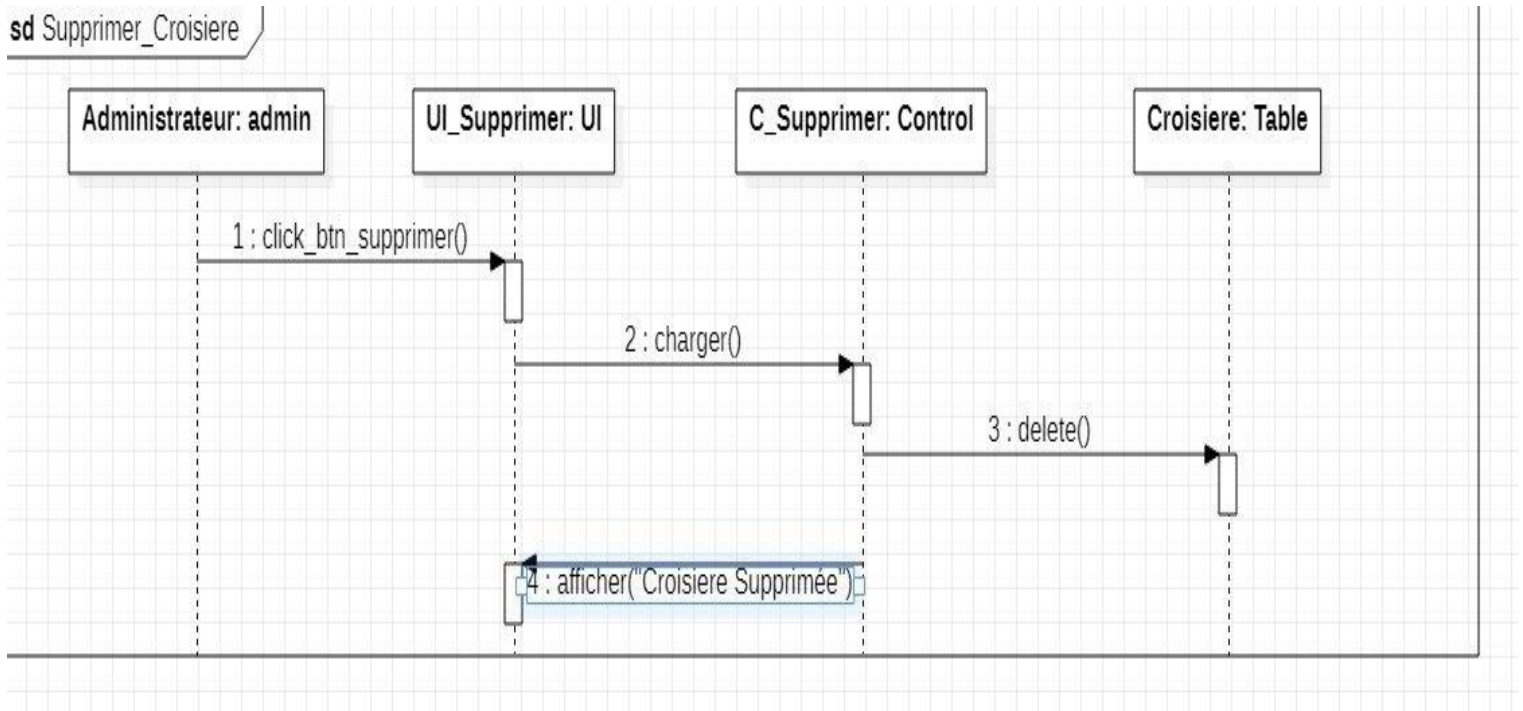 sd Supprimer_Croisiere
Administrateur: admin
UI_Supprimer: UI
C_Supprimer: Control
Croisiere: Table
1 : click_btn_supprimer()
2 : charger()
3 : delete()
4 : afficher("Croisiere Supprimée")